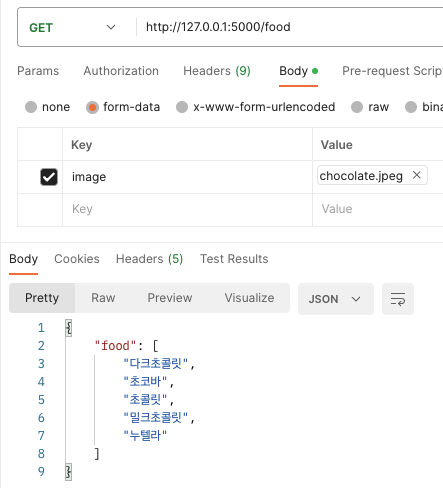 GET http://127.0.0.1:5000/food
Params Authorization Headers (9) Body Pre-request Scrip
none form-data x-www-form-urlencoded raw bina
Key Value
image chocolate.jpeg
Key Value
Body Cookies Headers (5) Test Results
Pretty Raw Preview Visualize JSON
1 {
2 "food": [
3 "다크초콜릿",
4 "초코바",
5 "초콜릿",
6 "밀크초콜릿",
7 "누텔라"
8 ]
9 }